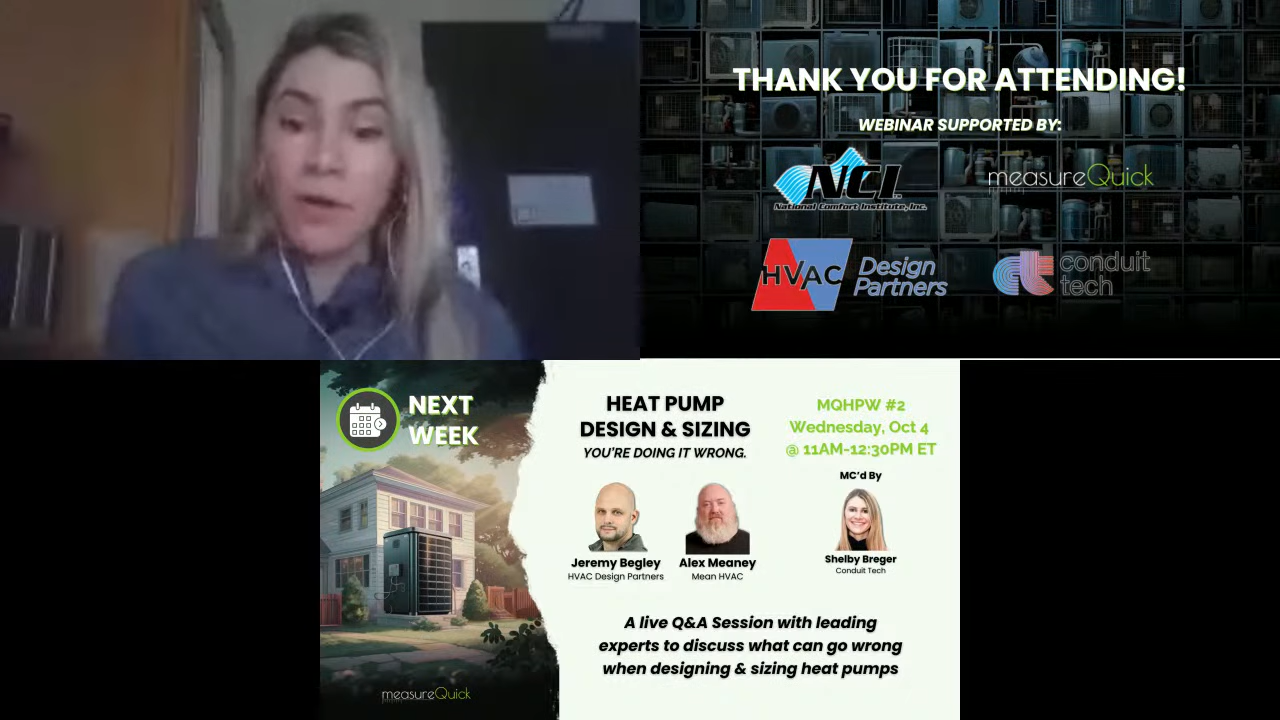 THANK YOU FOR ATTENDING!
WEBINAR SUPPORTED BY:
NCI
National Comfort Institute, Inc.
measureQuick
HVAC Design
Partners
conduit
tech
NEXT
WEEK
HEAT PUMP
DESIGN & SIZING
YOU'RE DOING IT WRONG.
MQHPW #2
Wednesday, Oct 4
@ 11AM-12:30PM ET
MC'd By
Jeremy Begley
HVAC Design Partners
Alex Meaney
Mean HVAC
Shelby Breger
Conduit Tech
A live Q&A Session with leading
experts to discuss what can go wrong
when designing & sizing heat pumps
measureQuick